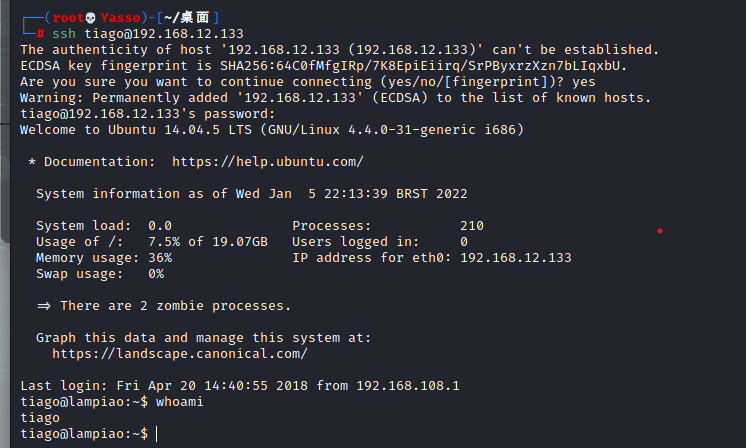 ┌──(root💀Yasso)-[~/桌面]
└─# ssh tiago@192.168.12.133
The authenticity of host '192.168.12.133 (192.168.12.133)' can't be established.
ECDSA key fingerprint is SHA256:64C0fMfgIRp/7K8EpiEiirq/SrPByxrzXzn7bLIqxbU.
Are you sure you want to continue connecting (yes/no/[fingerprint])? yes
Warning: Permanently added '192.168.12.133' (ECDSA) to the list of known hosts.
tiago@192.168.12.133's password:
Welcome to Ubuntu 14.04.5 LTS (GNU/Linux 4.4.0-31-generic i686)

 * Documentation:  https://help.ubuntu.com/

  System information as of Wed Jan  5 22:13:39 BRST 2022

  System load:  0.0               Processes:           210
  Usage of /:   7.5% of 19.07GB   Users logged in:     0
  Memory usage: 36%               IP address for eth0: 192.168.12.133
  Swap usage:   0%

  => There are 2 zombie processes.

  Graph this data and manage this system at:
    https://landscape.canonical.com/

Last login: Fri Apr 20 14:40:55 2018 from 192.168.108.1
tiago@lampiao:~$ whoami
tiago
tiago@lampiao:~$